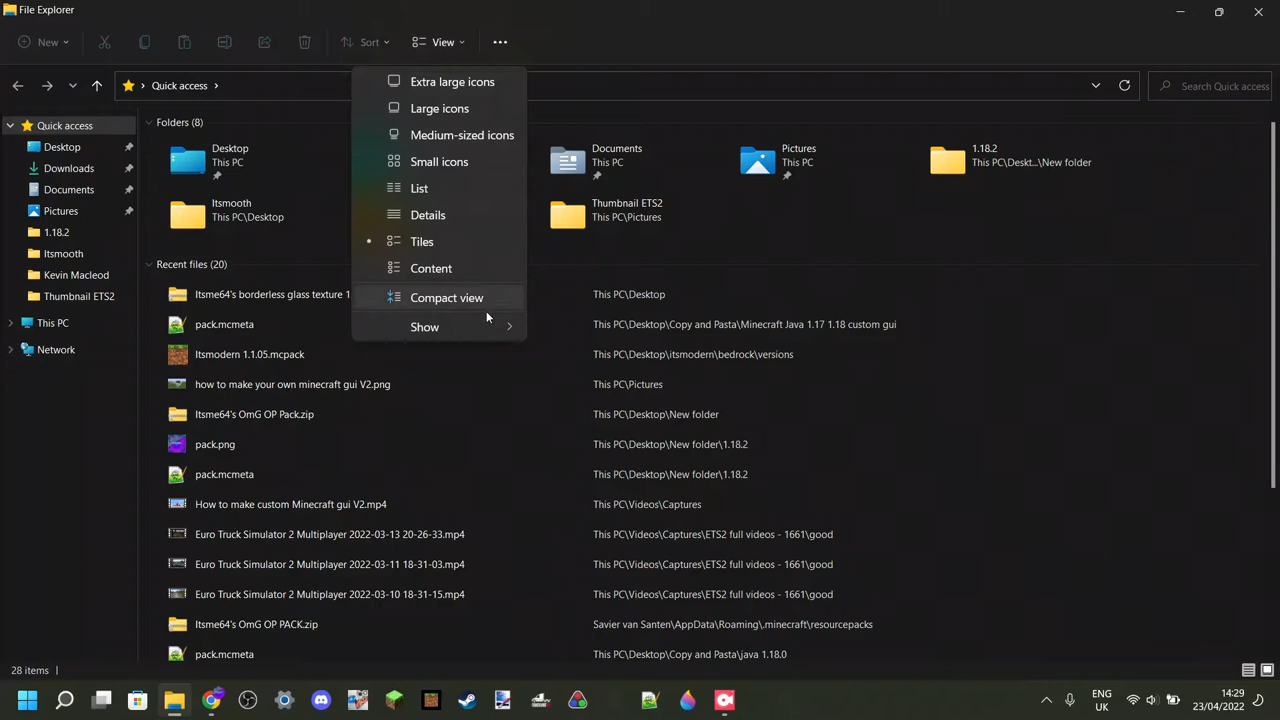 File Explorer
New
Sort
View
Quick access
Search Quick access
Quick access
Desktop
Downloads
Documents
Pictures
1.18.2
Itsmooth
Kevin Macleod
Thumbnail ETS2
This PC
Network
Extra large icons
Large icons
Medium-sized icons
Small icons
List
Details
Tiles
Content
Compact view
Show
Folders (8)
Desktop
This PC
Documents
This PC
Pictures
This PC
1.18.2
This PC\Deskt...\New folder
Itsmooth
This PC\Desktop
Thumbnail ETS2
This PC\Pictures
Recent files (20)
Itsme64's borderless glass texture 1 This PC\Desktop
pack.mcmeta This PC\Desktop\Copy and Pasta\Minecraft Java 1.17 1.18 custom gui
Itsmodern 1.1.05.mcpack This PC\Desktop\itsmodern\bedrock\versions
how to make your own minecraft gui V2.png This PC\Pictures
Itsme64's OmG OP Pack.zip This PC\Desktop\New folder
pack.png This PC\Desktop\New folder\1.18.2
pack.mcmeta This PC\Desktop\New folder\1.18.2
How to make custom Minecraft gui V2.mp4 This PC\Videos\Captures
Euro Truck Simulator 2 Multiplayer 2022-03-13 20-26-33.mp4 This PC\Videos\Captures\ETS2 full videos - 1661\good
Euro Truck Simulator 2 Multiplayer 2022-03-11 18-31-03.mp4 This PC\Videos\Captures\ETS2 full videos - 1661\good
Euro Truck Simulator 2 Multiplayer 2022-03-10 18-31-15.mp4 This PC\Videos\Captures\ETS2 full videos - 1661\good
Itsme64's OmG OP PACK.zip Savier van Santen\AppData\Roaming\.minecraft\resourcepacks
pack.mcmeta This PC\Desktop\Copy and Pasta\java 1.18.0
28 items
ENG
UK
14:29
23/04/2022